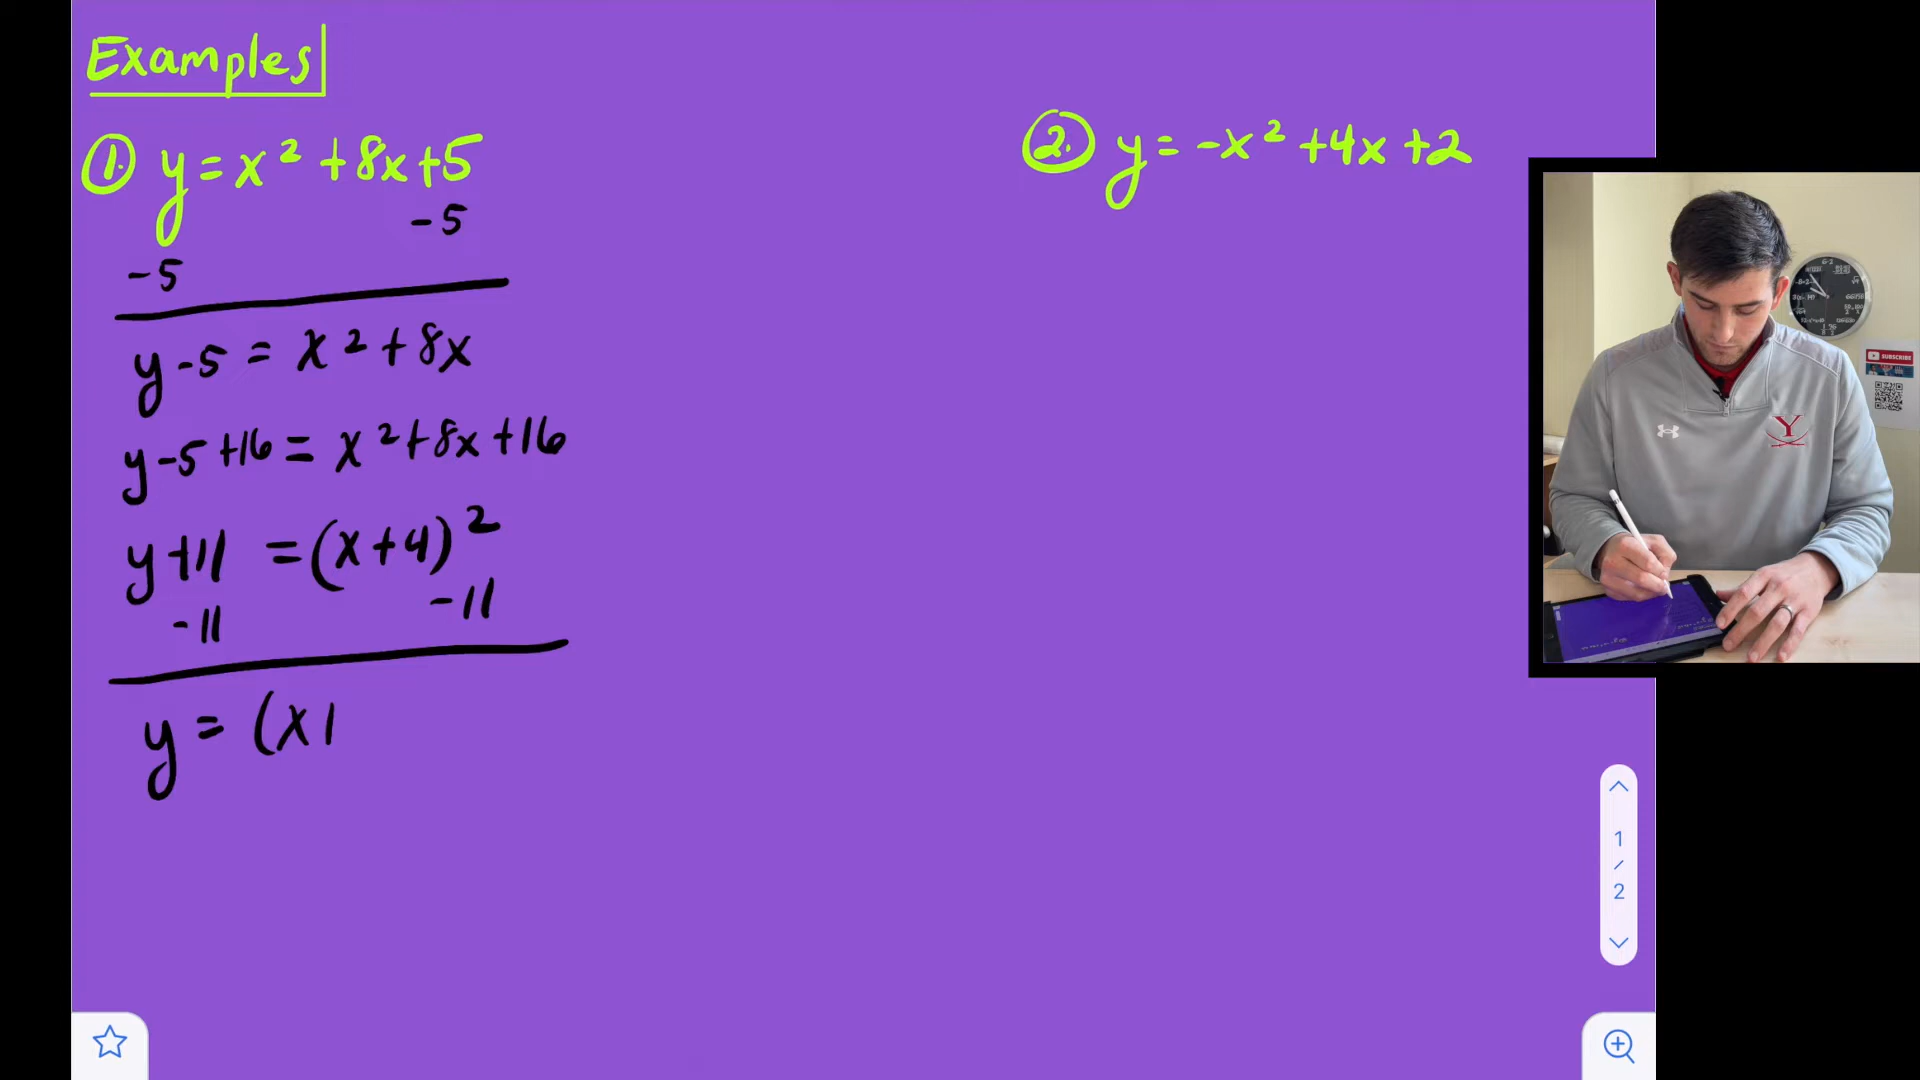 Examples
1. y = x² + 8x + 5
-5
-5
y - 5 = x² + 8x
y - 5 + 16 = x² + 8x + 16
y + 11 = (x + 4)²
-11 -11
y = (x
2. y = -x² + 4x + 2
SUBSCRIBE
Y
1
/
2